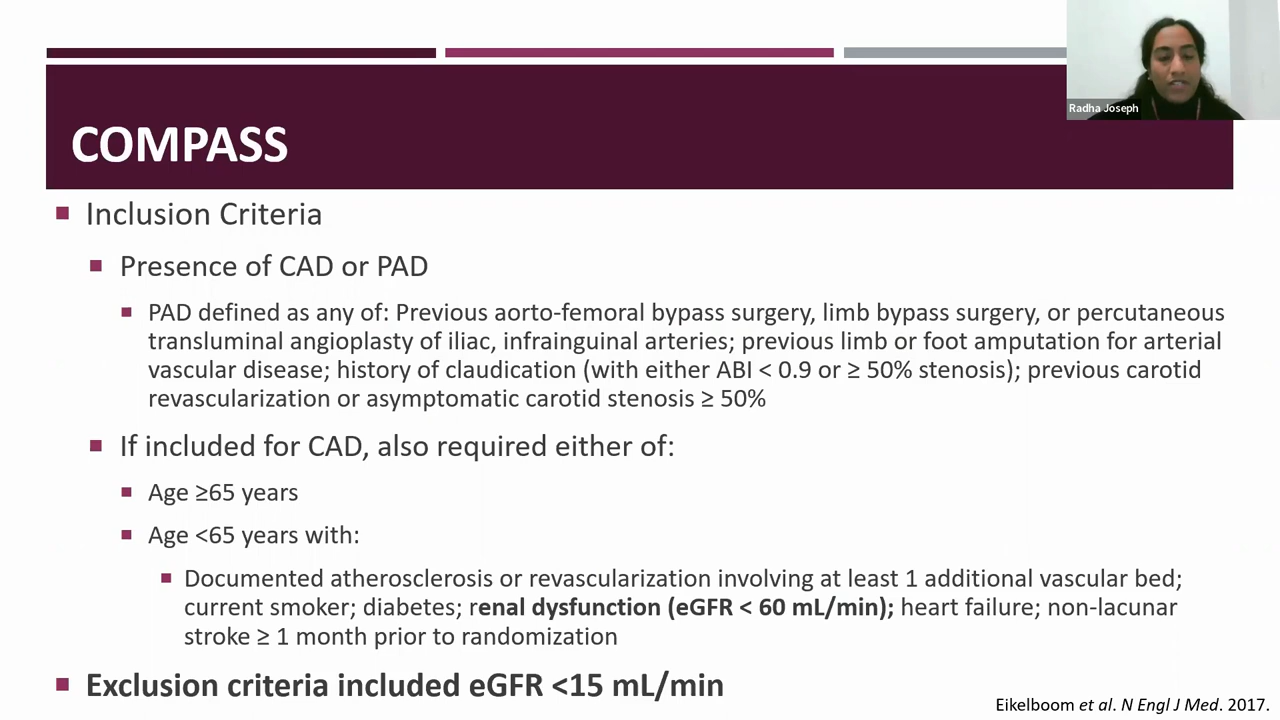 Radha Joseph
COMPASS
Inclusion Criteria
Presence of CAD or PAD
PAD defined as any of: Previous aorto-femoral bypass surgery, limb bypass surgery, or percutaneous
transluminal angioplasty of iliac, infrainguinal arteries; previous limb or foot amputation for arterial
vascular disease; history of claudication (with either ABI < 0.9 or ≥ 50% stenosis); previous carotid
revascularization or asymptomatic carotid stenosis ≥ 50%
If included for CAD, also required either of:
Age ≥65 years
Age <65 years with:
Documented atherosclerosis or revascularization involving at least 1 additional vascular bed;
current smoker; diabetes; renal dysfunction (eGFR < 60 mL/min); heart failure; non-lacunar
stroke ≥ 1 month prior to randomization
Exclusion criteria included eGFR <15 mL/min
Eikelboom et al. N Engl J Med. 2017.